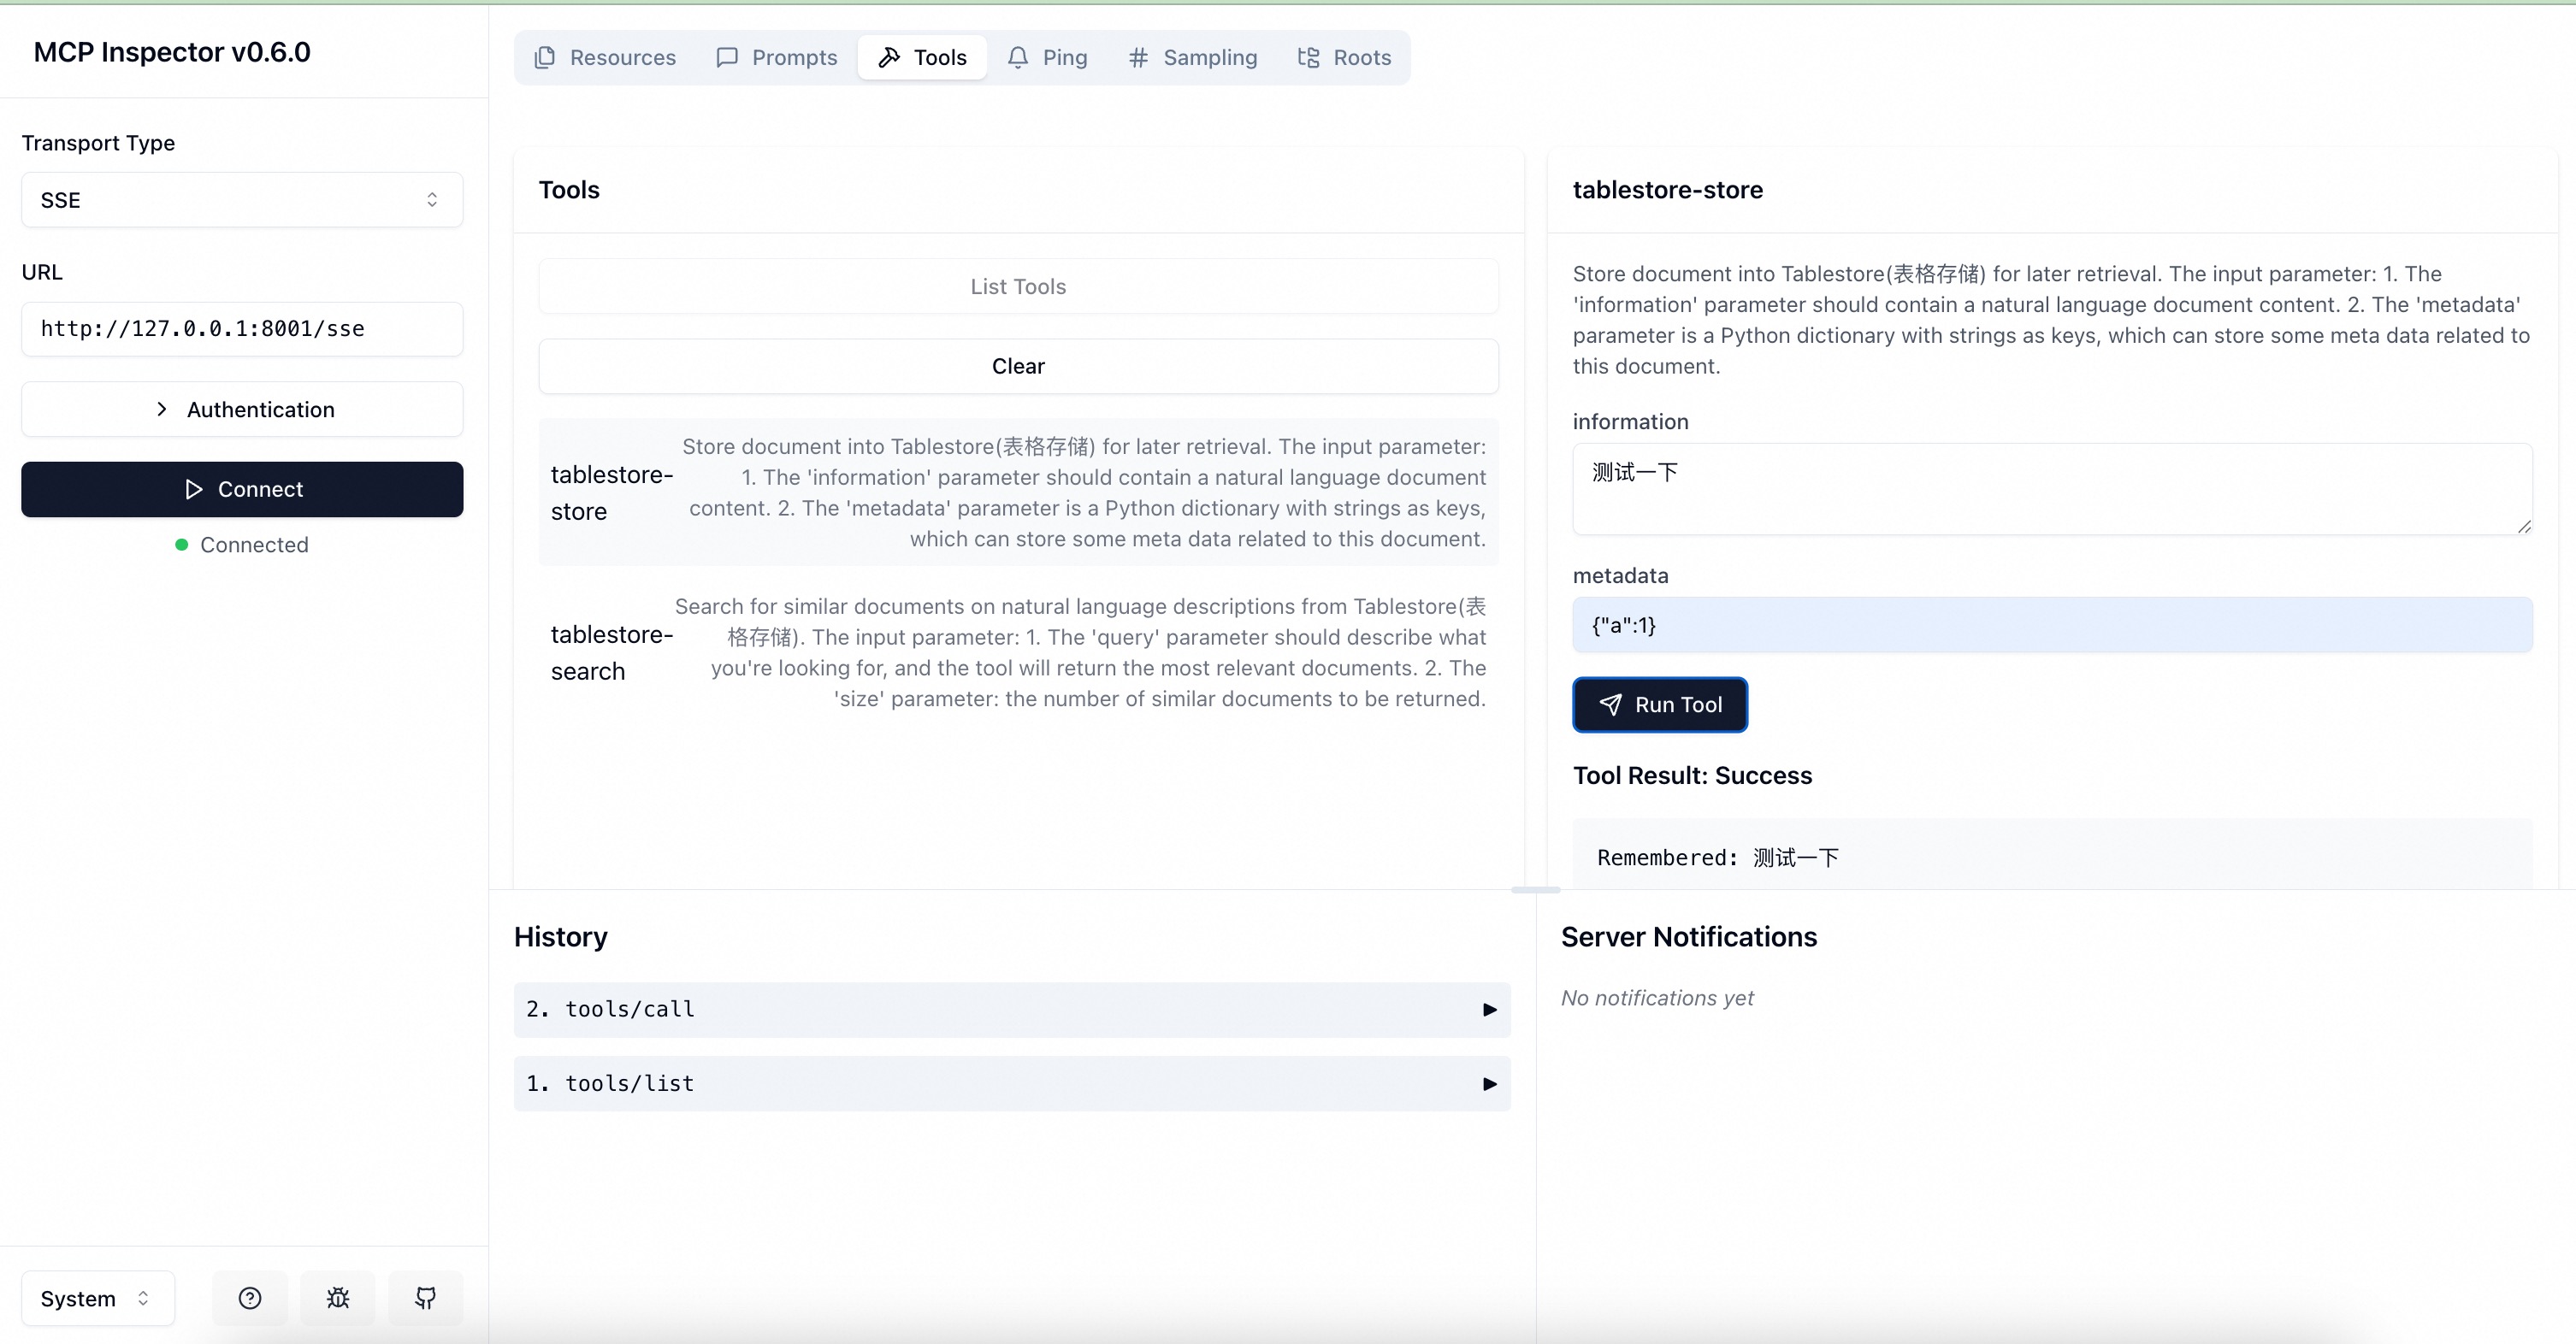 MCP Inspector v0.6.0
Transport Type
SSE
URL
http://127.0.0.1:8001/sse
Authentication
Connect
Connected
System
Resources
Prompts
Tools
Ping
Sampling
Roots
Tools
List Tools
Clear
tablestore-
store
Store document into Tablestore(表格存储) for later retrieval. The input parameter:
1. The 'information' parameter should contain a natural language document
content. 2. The 'metadata' parameter is a Python dictionary with strings as keys,
which can store some meta data related to this document.
tablestore-
search
Search for similar documents on natural language descriptions from Tablestore(表
格存储). The input parameter: 1. The 'query' parameter should describe what
you're looking for, and the tool will return the most relevant documents. 2. The
'size' parameter: the number of similar documents to be returned.
tablestore-store
Store document into Tablestore(表格存储) for later retrieval. The input parameter: 1. The
'information' parameter should contain a natural language document content. 2. The 'metadata'
parameter is a Python dictionary with strings as keys, which can store some meta data related to
this document.
information
测试一下
metadata
{"a":1}
Run Tool
Tool Result: Success
Remembered: 测试一下
History
2. tools/call
1. tools/list
Server Notifications
No notifications yet